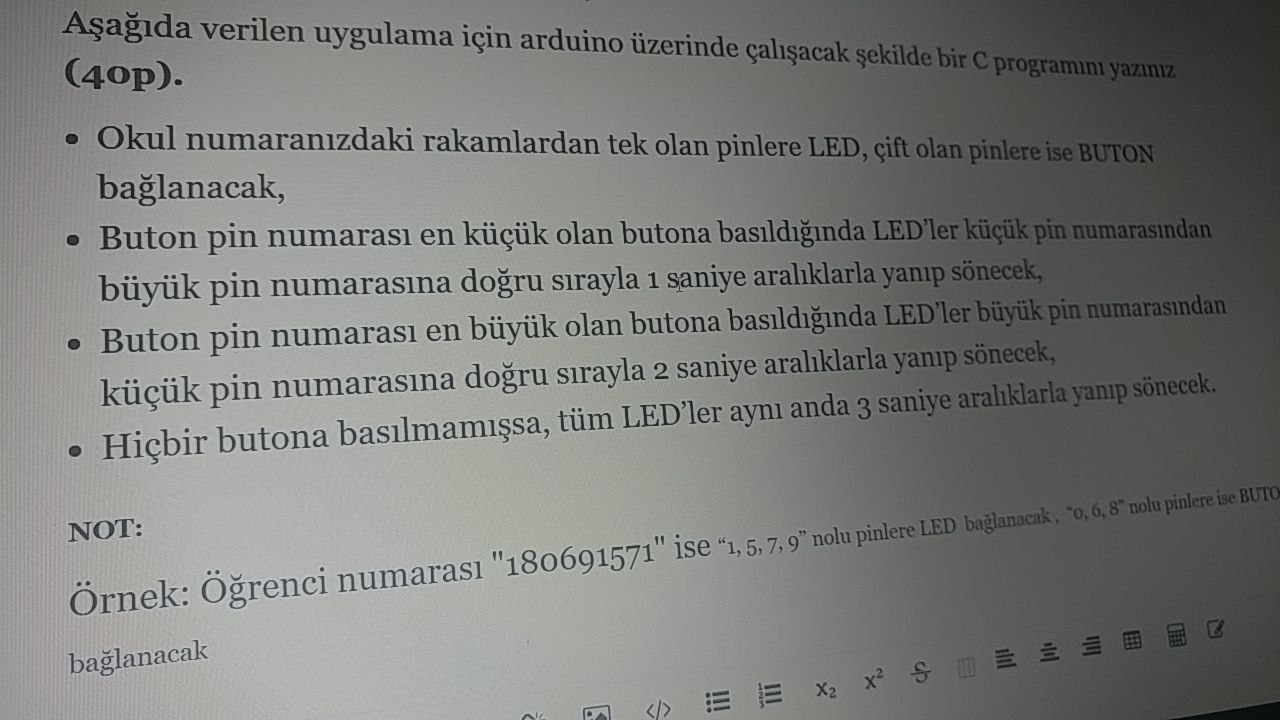 Aşağıda verilen uygulama için arduino üzerinde çalışacak şekilde bir C programını yazınız
(40p).
• Okul numaranızdaki rakamlardan tek olan pinlere LED, çift olan pinlere ise BUTON
bağlanacak,
• Buton pin numarası en küçük olan butona basıldığında LED'ler küçük pin numarasından
büyük pin numarasına doğru sırayla 1 saniye aralıklarla yanıp sönecek,
• Buton pin numarası en büyük olan butona basıldığında LED'ler büyük pin numarasından
küçük pin numarasına doğru sırayla 2 saniye aralıklarla yanıp sönecek,
• Hiçbir butona basılmamışsa, tüm LED'ler aynı anda 3 saniye aralıklarla yanıp sönecek.
NOT:
Örnek: Öğrenci numarası "180691571" ise "1, 5, 7, 9" nolu pinlere LED bağlanacak, "0, 6, 8" nolu pinlere ise BUTO
bağlanacak